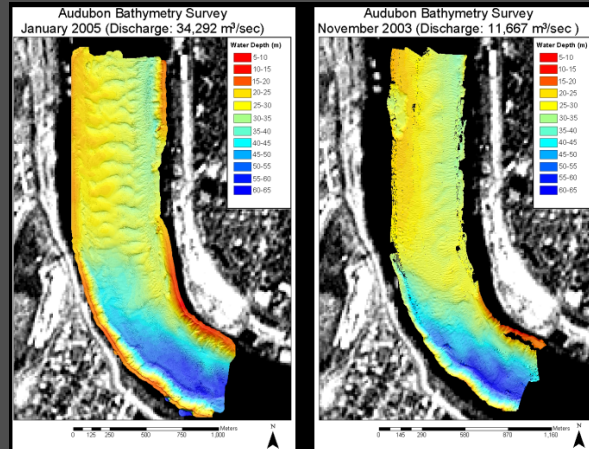 Audubon Bathymetry Survey
January 2005 (Discharge: 34,292 m³/sec)
Water Depth (m)
5-10
10-15
15-20
20-25
25-30
30-35
35-40
40-45
45-50
50-55
55-60
60-65
Meters
0 125 250 500 750 1,000
N
Audubon Bathymetry Survey
November 2003 (Discharge: 11,667 m³/sec )
Water Depth (m)
5-10
10-15
15-20
20-25
25-30
30-35
35-40
40-45
45-50
50-55
55-60
60-65
Meters
0 145 290 580 870 1,160
N